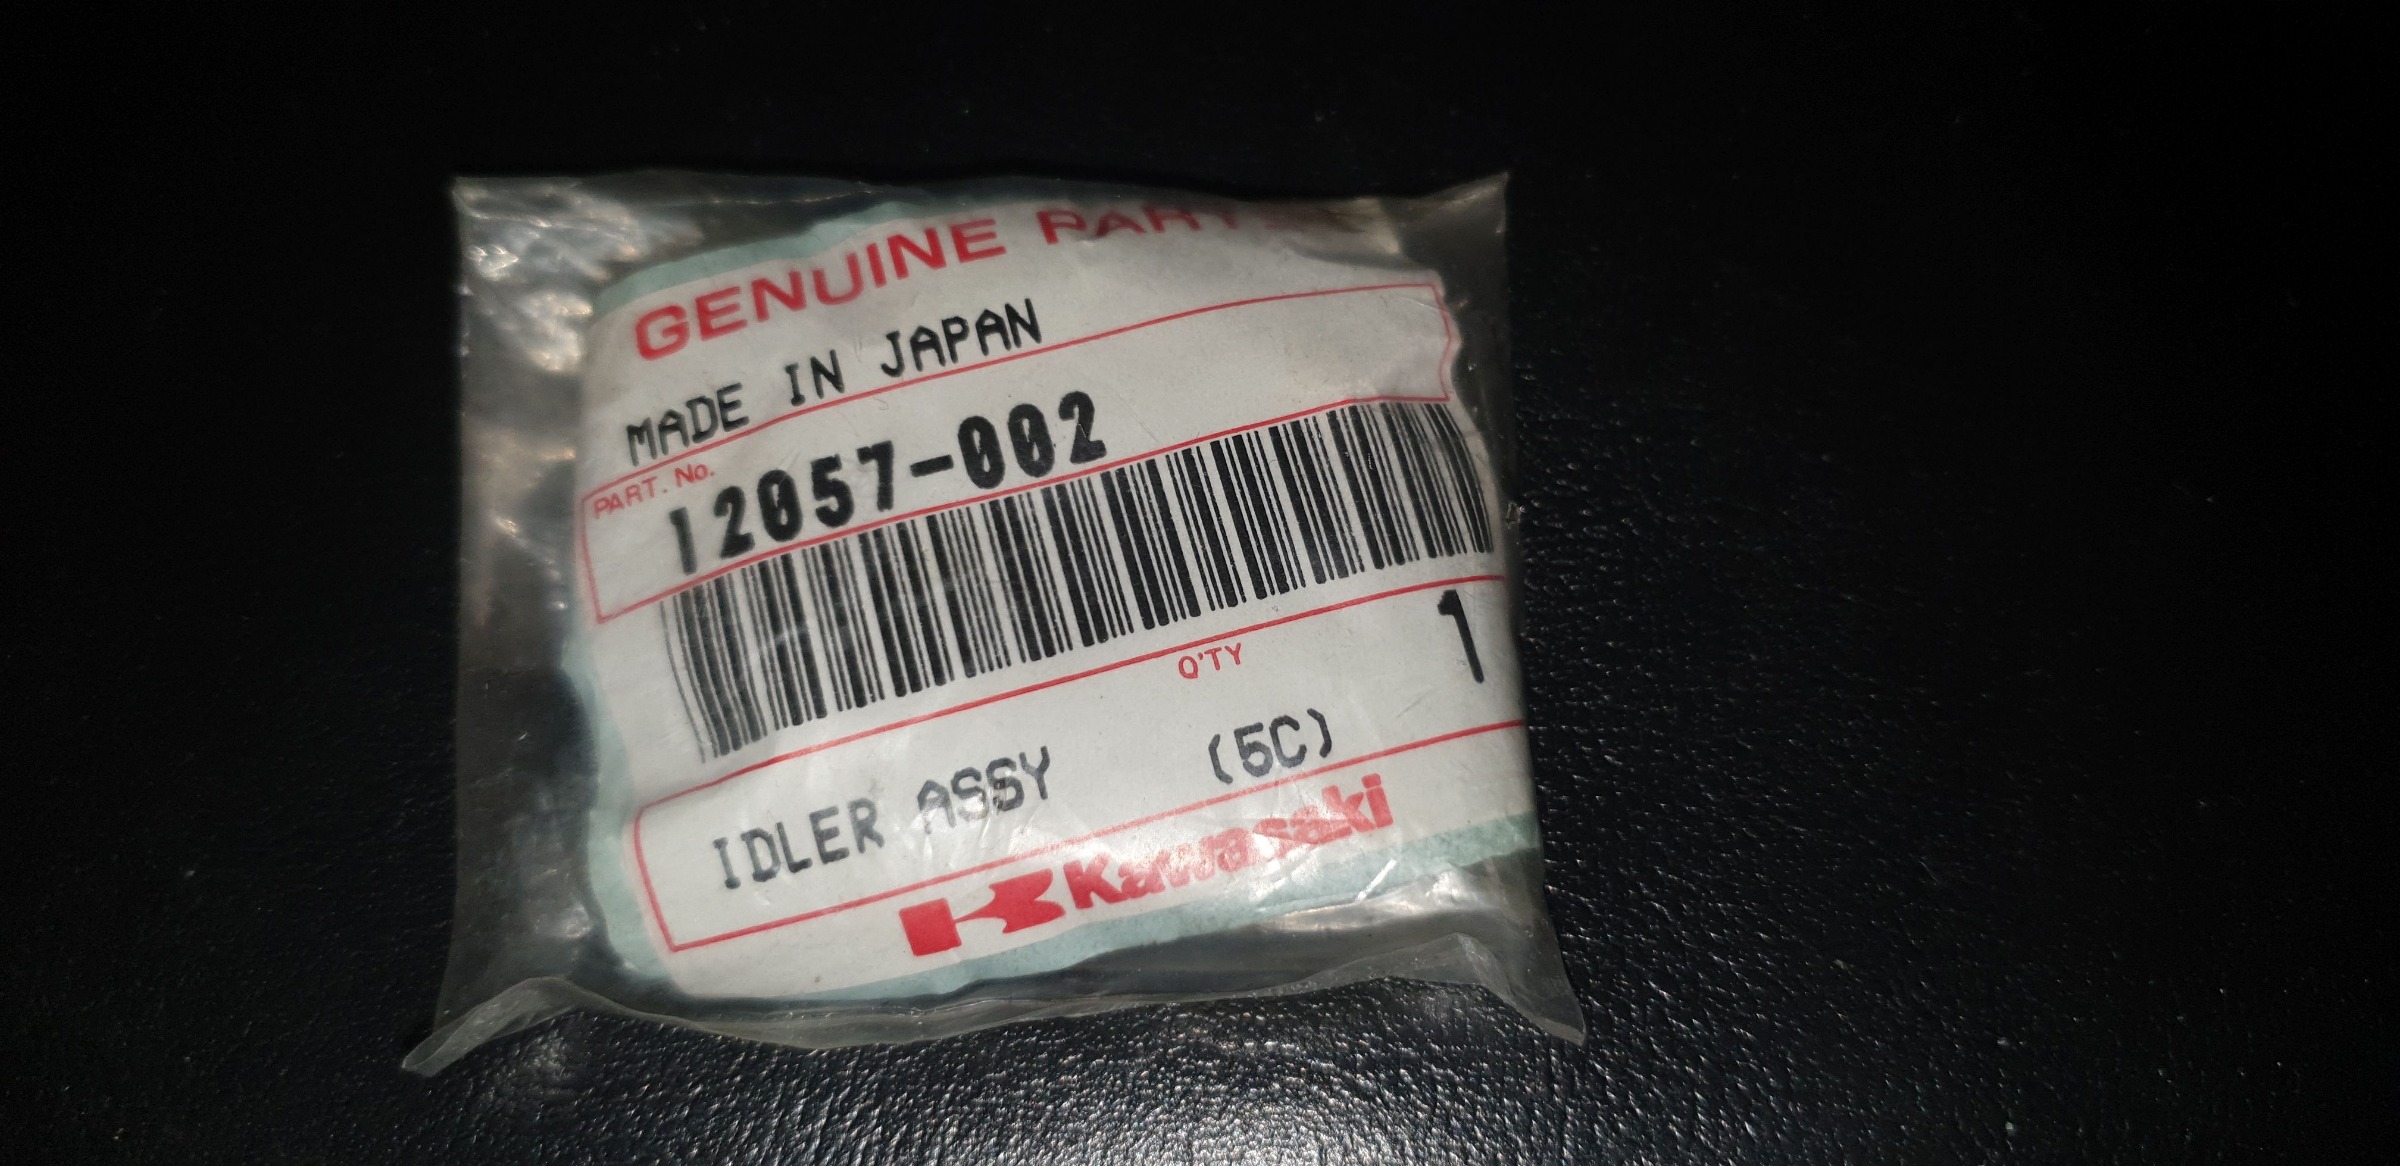 GENUINE PARTS
MADE IN JAPAN
PART. No.
12057-002
Q'TY 1
IDLER ASSY (5C)
Kawasaki